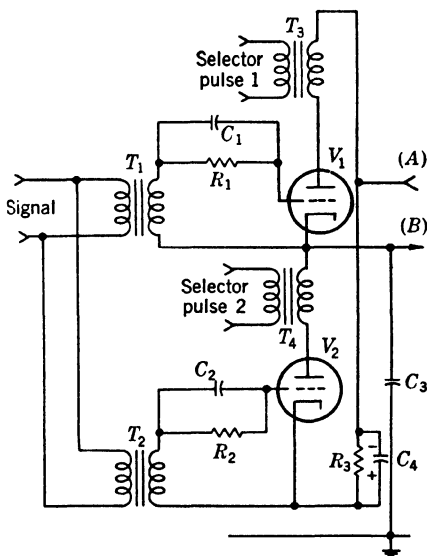 T3
Selector
pulse 1
C1
R1
V1
T1
(A)
Signal
(B)
Selector
pulse 2
T4
V2
C2
R2
T2
C3
R3
-
+
C4